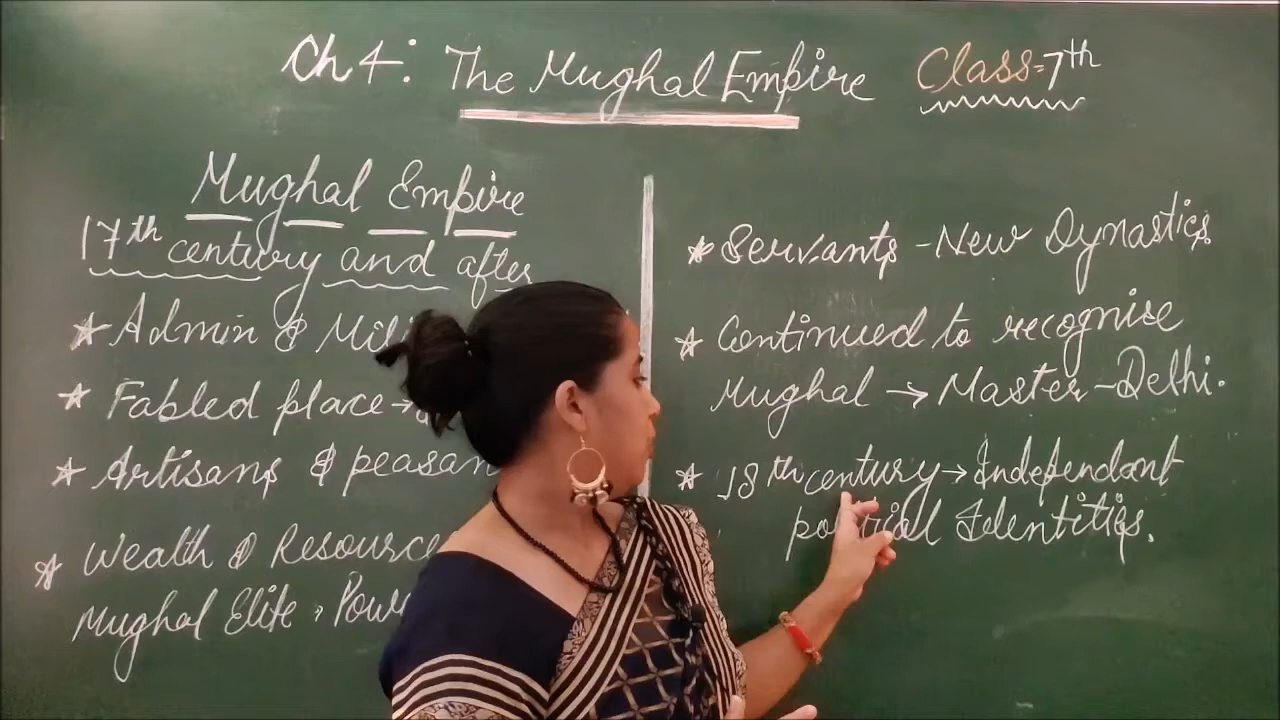 Ch 4: The Mughal Empire Class=7th
Mughal Empire
17th century and after
* Admin & Mili
* Fabled place →
* Artisans & peasan
* Wealth & Resource
Mughal Elite, Pow
* Servants - New Dynastics
* Continued to recognise
Mughal → Master-Delhi.
* 18th century → Independant
political Identities.